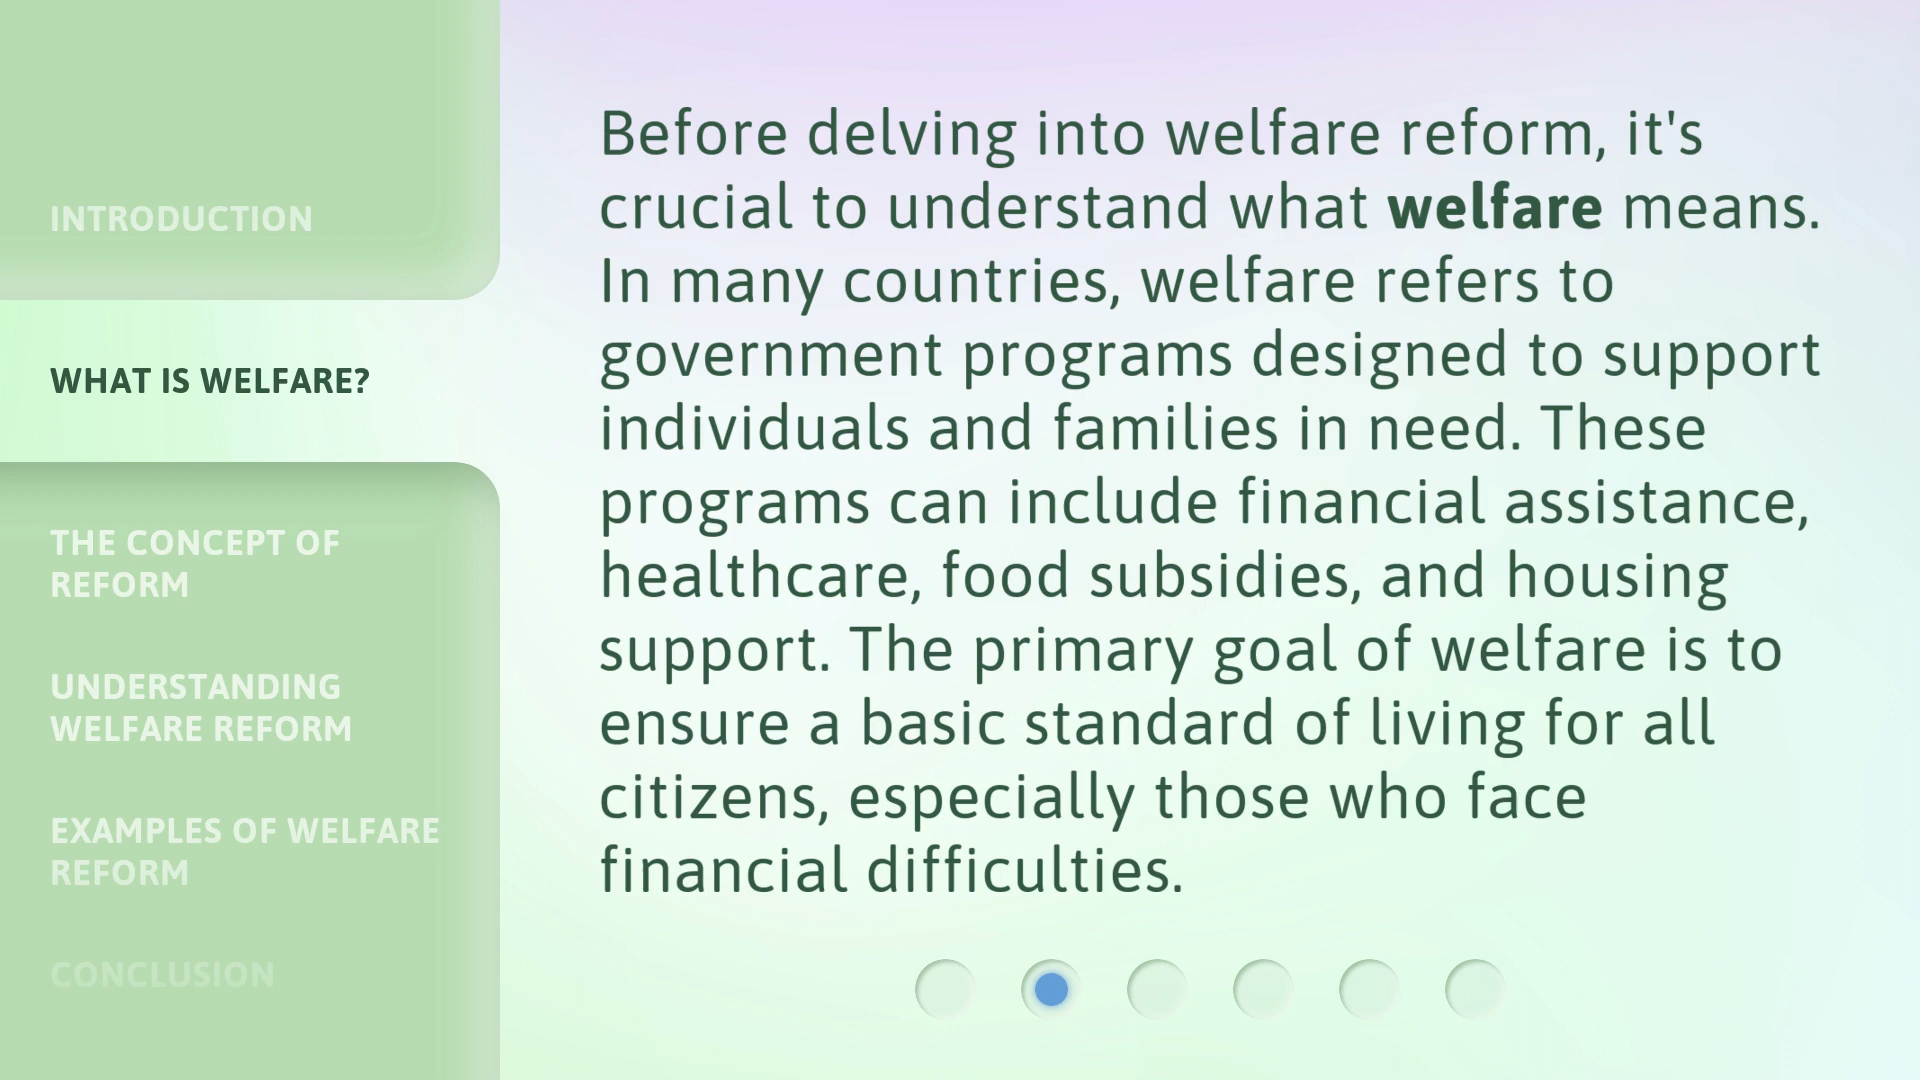 INTRODUCTION
WHAT IS WELFARE?
THE CONCEPT OF
REFORM
UNDERSTANDING
WELFARE REFORM
EXAMPLES OF WELFARE
REFORM
CONCLUSION
Before delving into welfare reform, it's
crucial to understand what welfare means.
In many countries, welfare refers to
government programs designed to support
individuals and families in need. These
programs can include financial assistance,
healthcare, food subsidies, and housing
support. The primary goal of welfare is to
ensure a basic standard of living for all
citizens, especially those who face
financial difficulties.